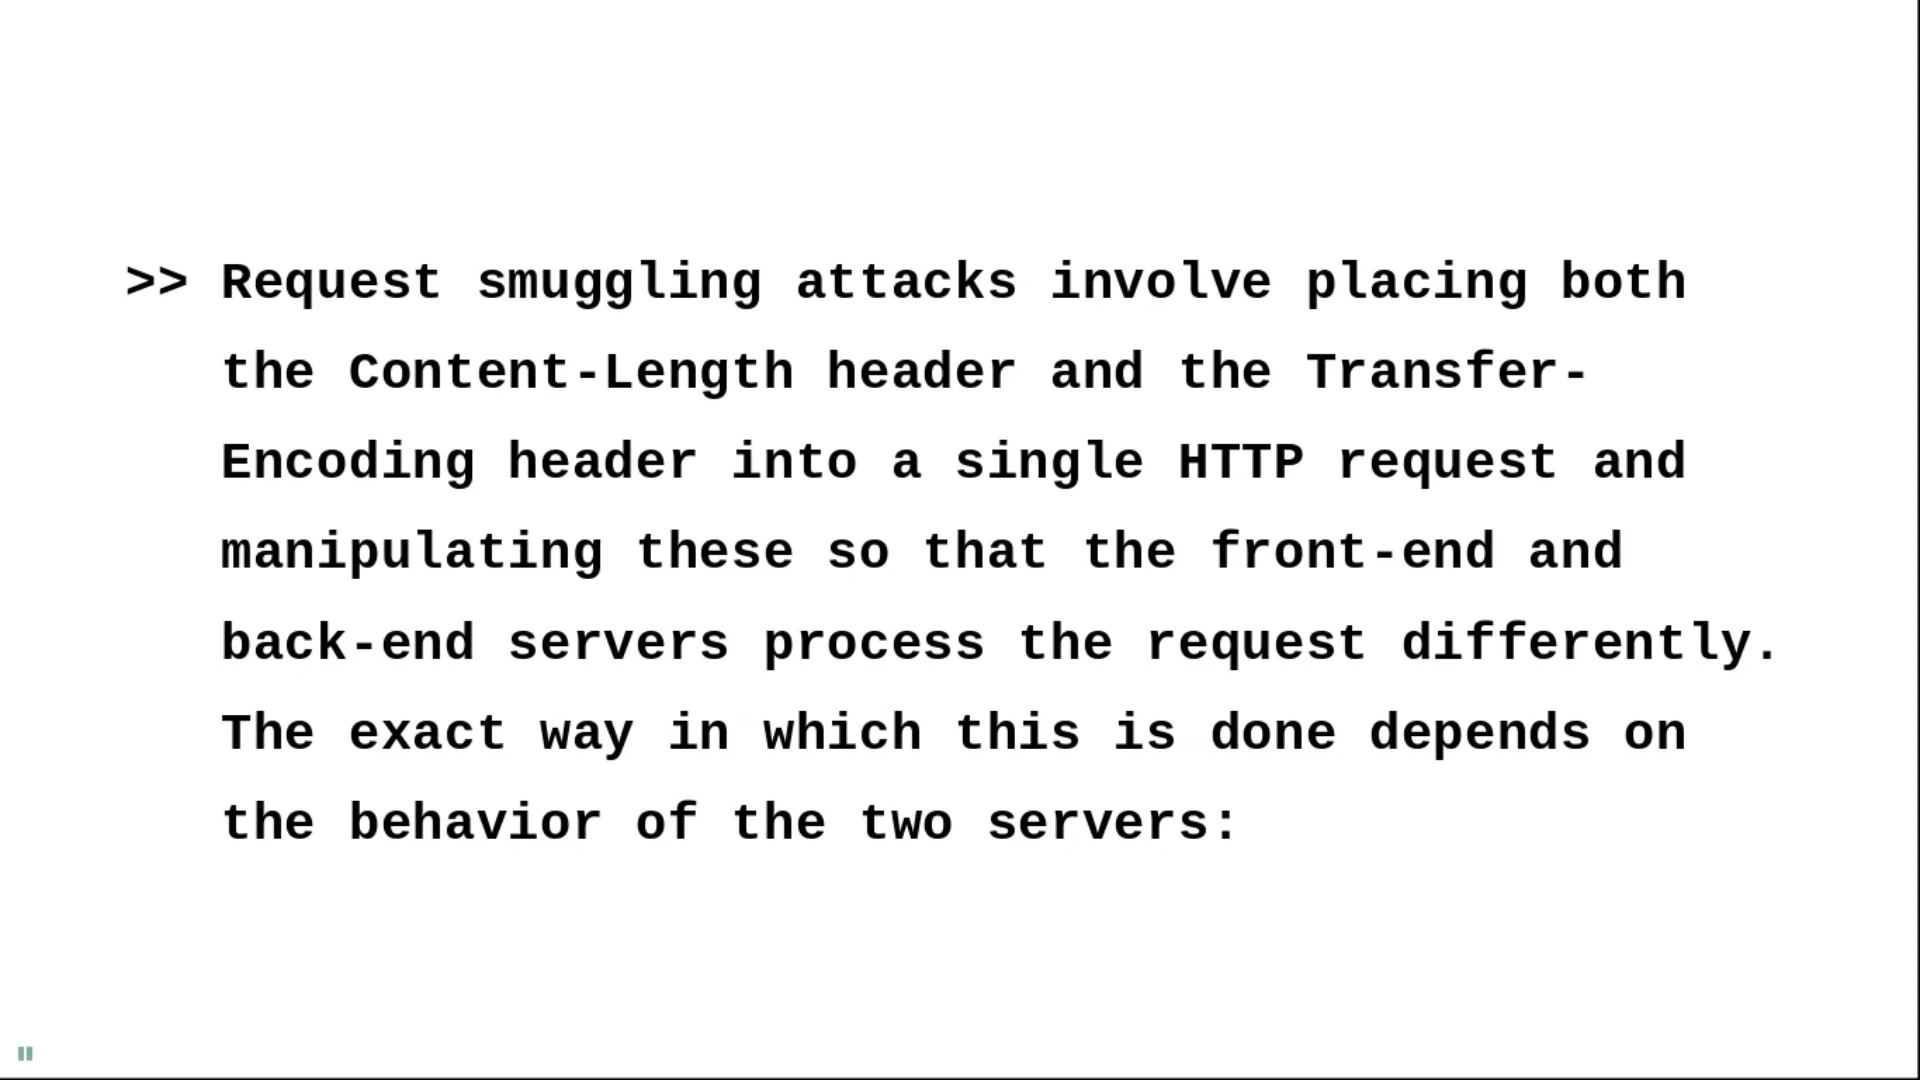 >> Request smuggling attacks involve placing both
the Content-Length header and the Transfer-
Encoding header into a single HTTP request and
manipulating these so that the front-end and
back-end servers process the request differently.
The exact way in which this is done depends on
the behavior of the two servers: